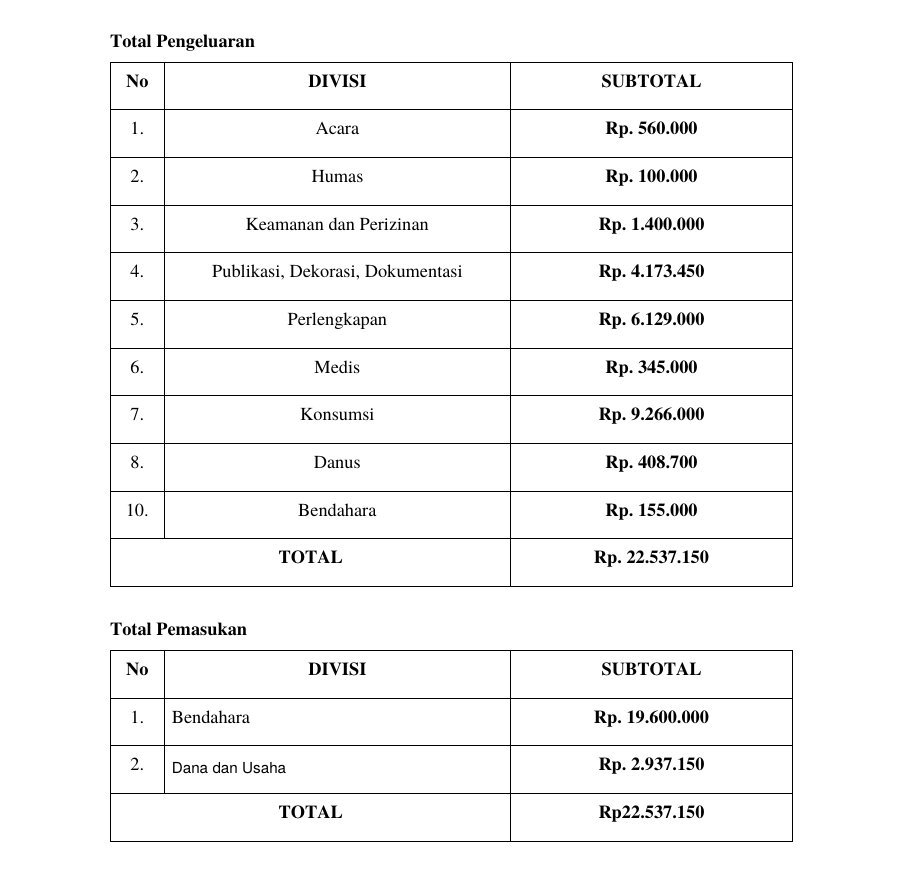 Total Pengeluaran
No DIVISI SUBTOTAL
1. Acara Rp. 560.000
2. Humas Rp. 100.000
3. Keamanan dan Perizinan Rp. 1.400.000
4. Publikasi, Dekorasi, Dokumentasi Rp. 4.173.450
5. Perlengkapan Rp. 6.129.000
6. Medis Rp. 345.000
7. Konsumsi Rp. 9.266.000
8. Danus Rp. 408.700
10. Bendahara Rp. 155.000
TOTAL Rp. 22.537.150
Total Pemasukan
No DIVISI SUBTOTAL
1. Bendahara Rp. 19.600.000
2. Dana dan Usaha Rp. 2.937.150
TOTAL Rp22.537.150